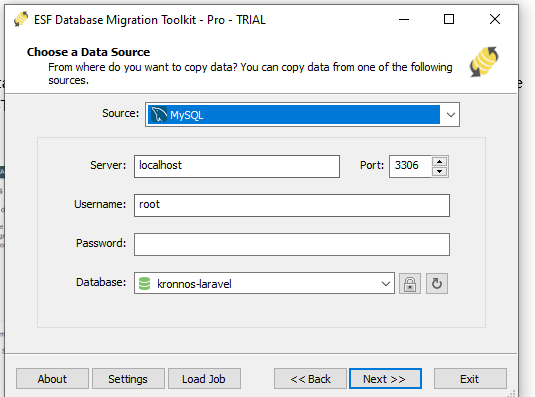 ESF Database Migration Toolkit - Pro - TRIAL
Choose a Data Source
From where do you want to copy data? You can copy data from one of the following
sources.
Source: MySQL
Server: localhost Port: 3306
Username: root
Password:
Database: kronnos-laravel
About Settings Load Job << Back Next >> Exit